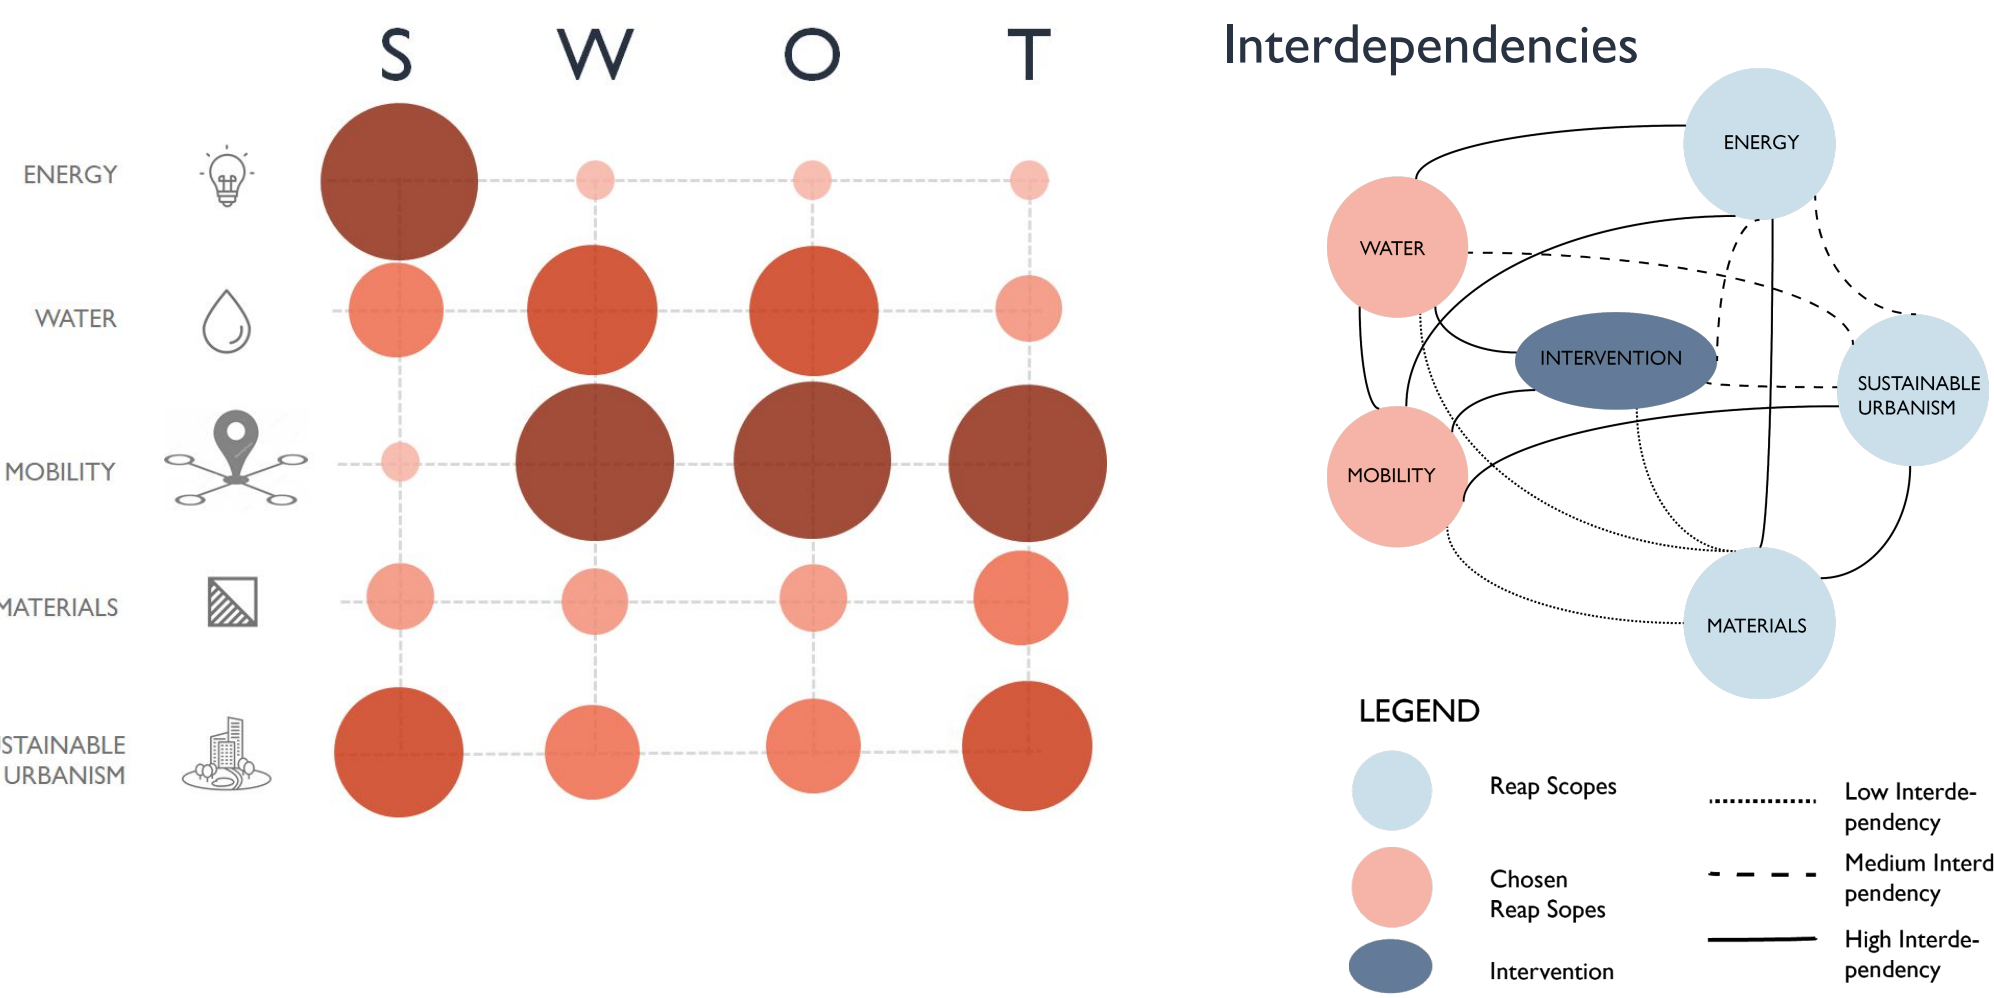 S W O T
ENERGY
WATER
MOBILITY
MATERIALS
STAINABLE
URBANISM
Interdependencies
ENERGY
WATER
INTERVENTION
SUSTAINABLE
URBANISM
MOBILITY
MATERIALS
LEGEND
Reap Scopes
Chosen
Reap Sopes
Intervention
Low Interde-
pendency
Medium Interd
pendency
High Interde-
pendency